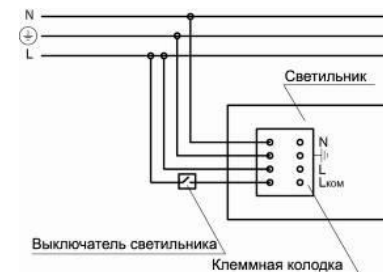 N
L
Светильник
N
L
Lком
Выключатель светильника
Клеммная колодка